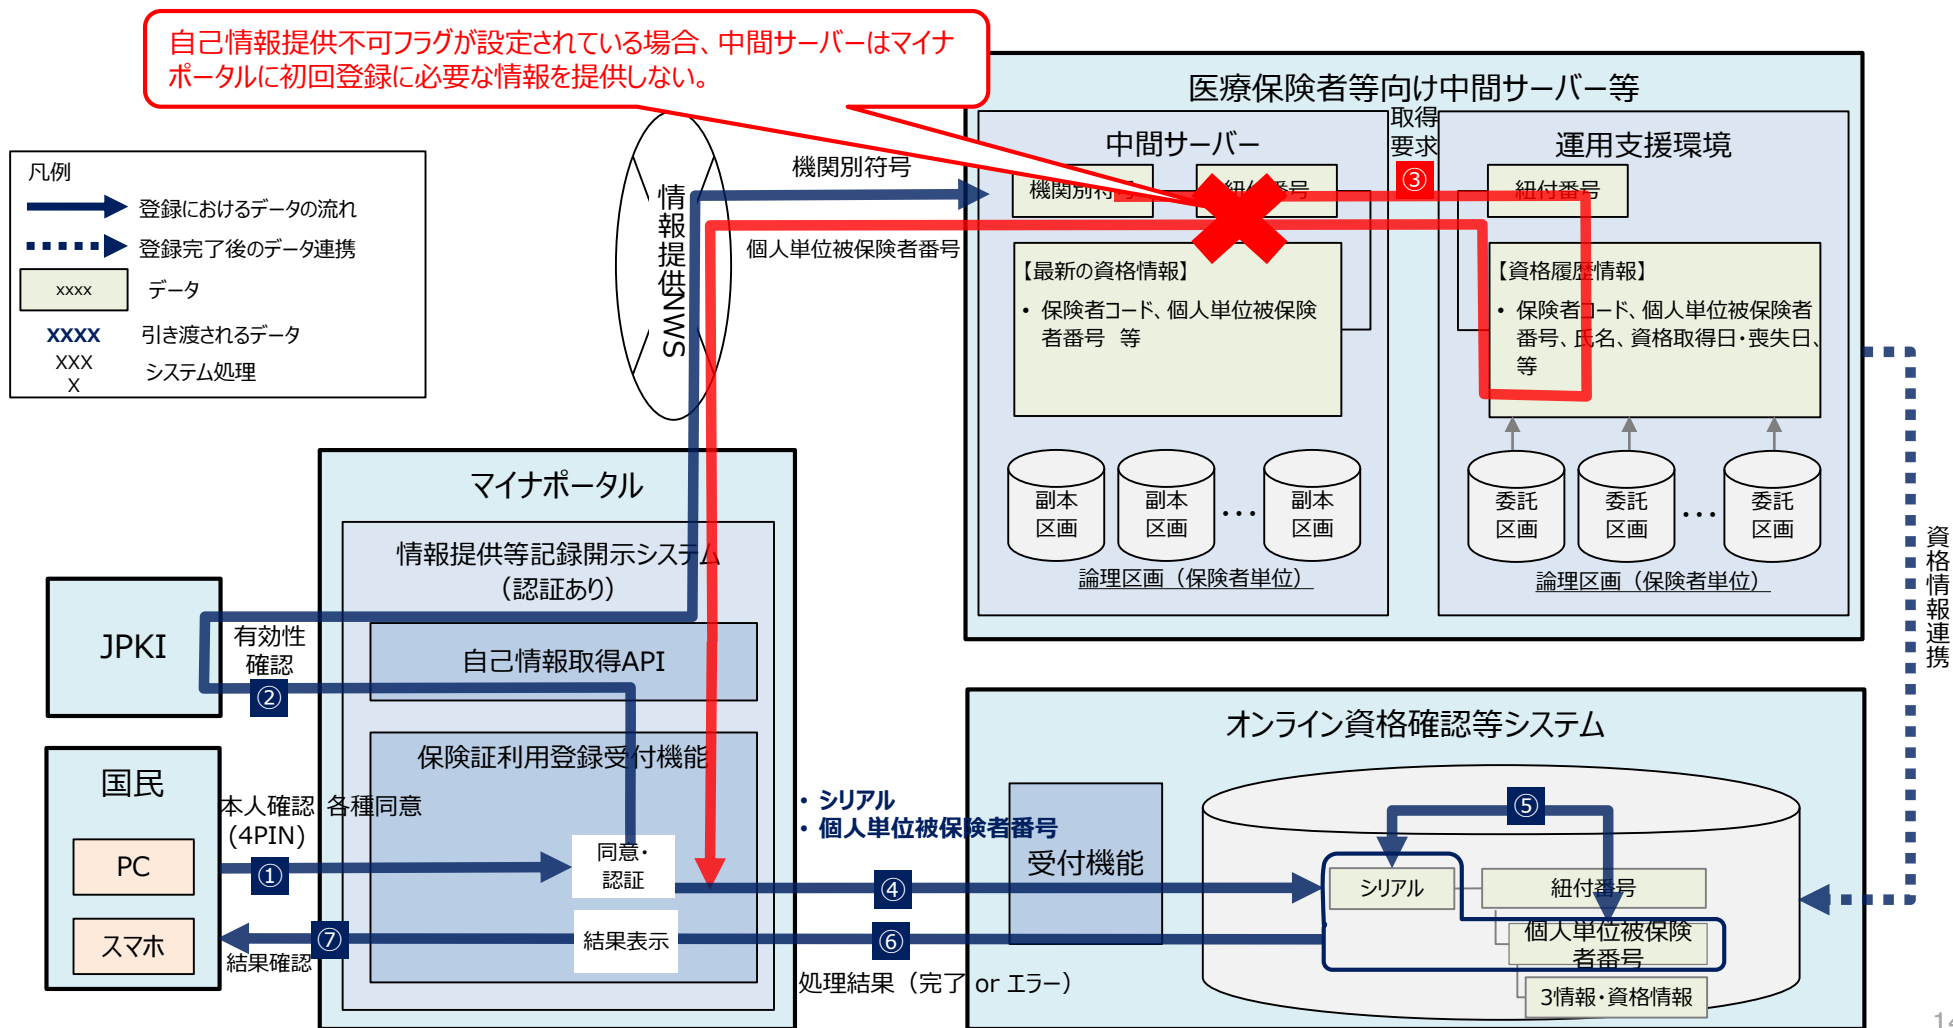 自己情報提供不可フラグが設定されている場合、中間サーバーはマイナ
ポータルに初回登録に必要な情報を提供しない。
凡例
登録におけるデータの流れ
登録完了後のデータ連携
xxxx
データ
XXXX
引き渡されるデータ
XXX
X
システム処理
情報提供NWS
機関別符号
個人単位被保険者番号
医療保険者等向け中間サーバー等
中間サーバー
機関別符号
紐付番号
【最新の資格情報】
• 保険者コード、個人単位被保険
者番号 等
副本
区画
副本
区画
…
副本
区画
論理区画（保険者単位）
取得
要求
③
運用支援環境
紐付番号
【資格履歴情報】
• 保険者コード、個人単位被保険者
番号、氏名、資格取得日・喪失日、
等
委託
区画
委託
区画
…
委託
区画
論理区画（保険者単位）
資格情報連携
マイナポータル
情報提供等記録開示システム
（認証あり）
自己情報取得API
保険証利用登録受付機能
同意・
認証
結果表示
JPKI
有効性
確認
②
国民
PC
スマホ
本人確認 各種同意
(4PIN)
①
⑦
結果確認
• シリアル
• 個人単位被保険者番号
④
⑥
処理結果（完了 or エラー）
オンライン資格確認等システム
受付機能
⑤
シリアル
紐付番号
個人単位被保険
者番号
3情報・資格情報
14